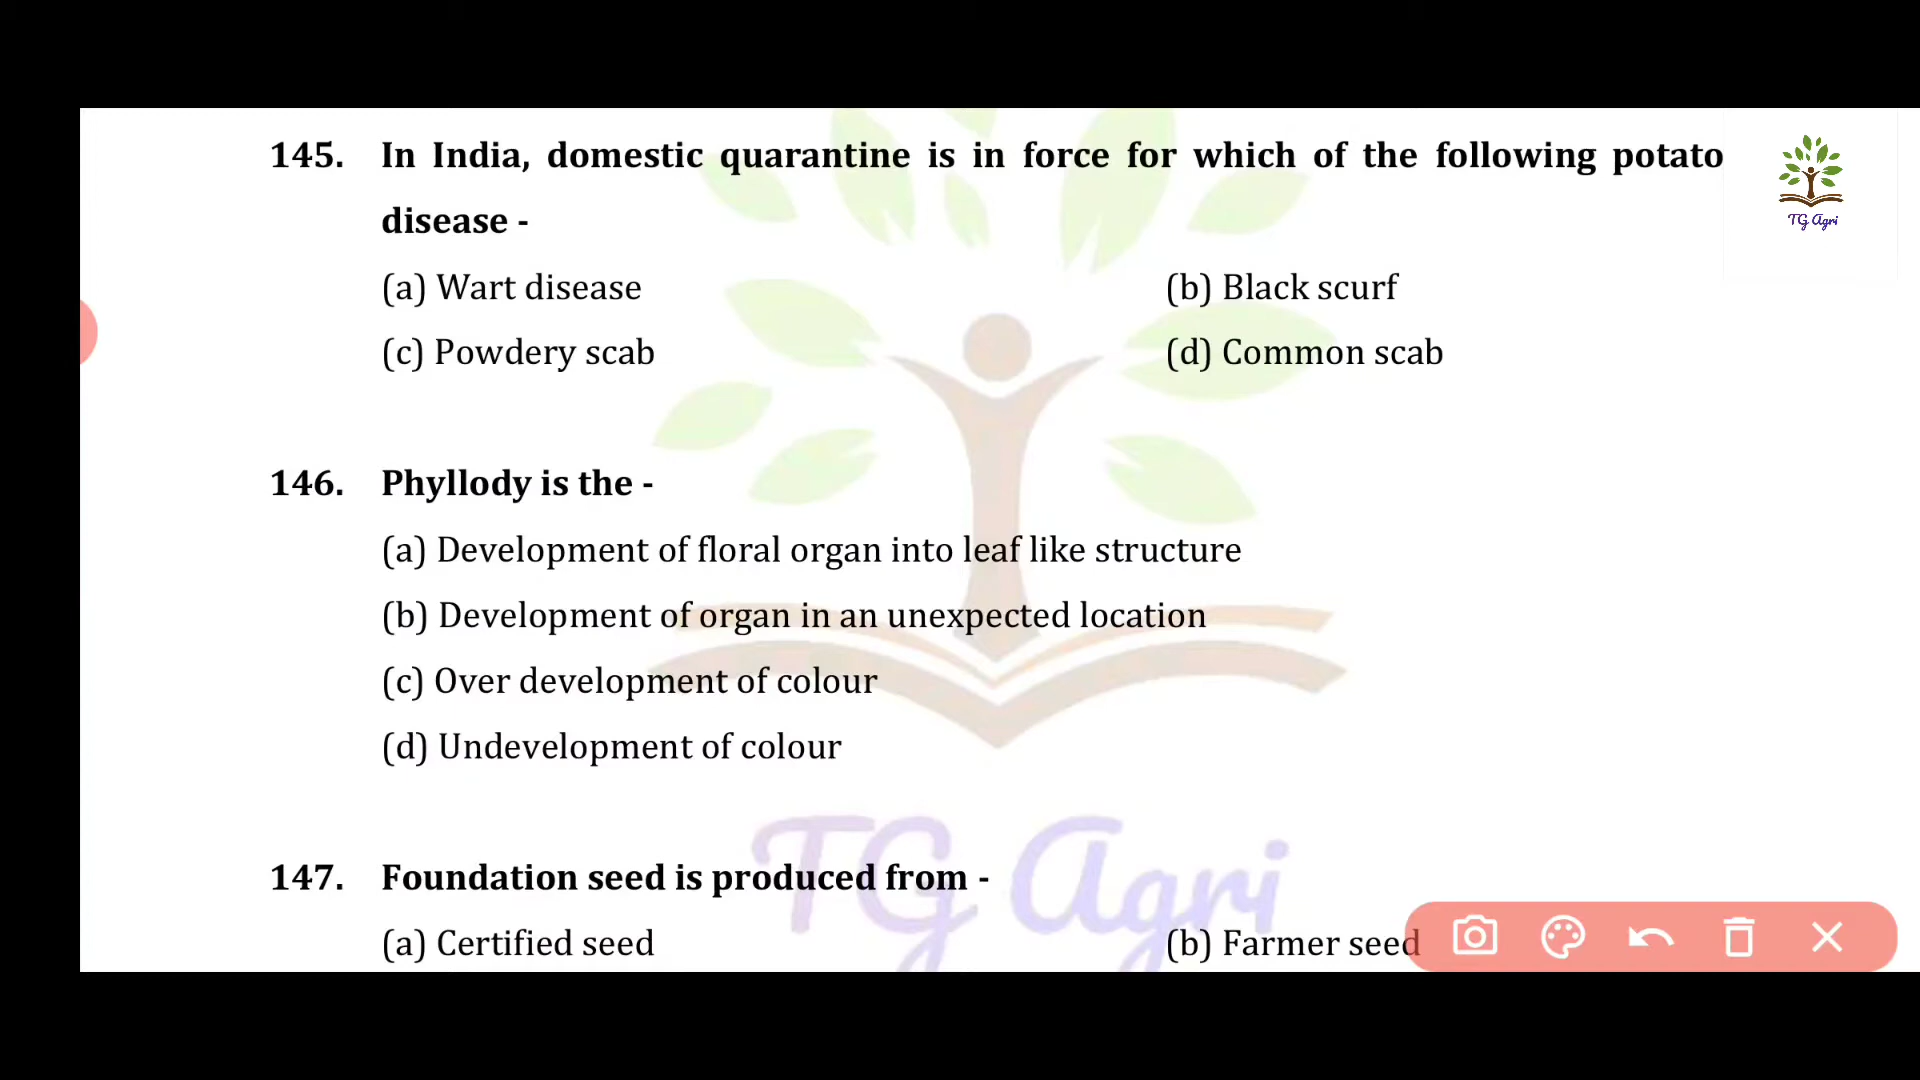 145. In India, domestic quarantine is in force for which of the following potato
disease -
(a) Wart disease (b) Black scurf
(c) Powdery scab (d) Common scab
146. Phyllody is the -
(a) Development of floral organ into leaf like structure
(b) Development of organ in an unexpected location
(c) Over development of colour
(d) Undevelopment of colour
147. Foundation seed is produced from -
(a) Certified seed (b) Farmer seed
TG Agri
TG Agri